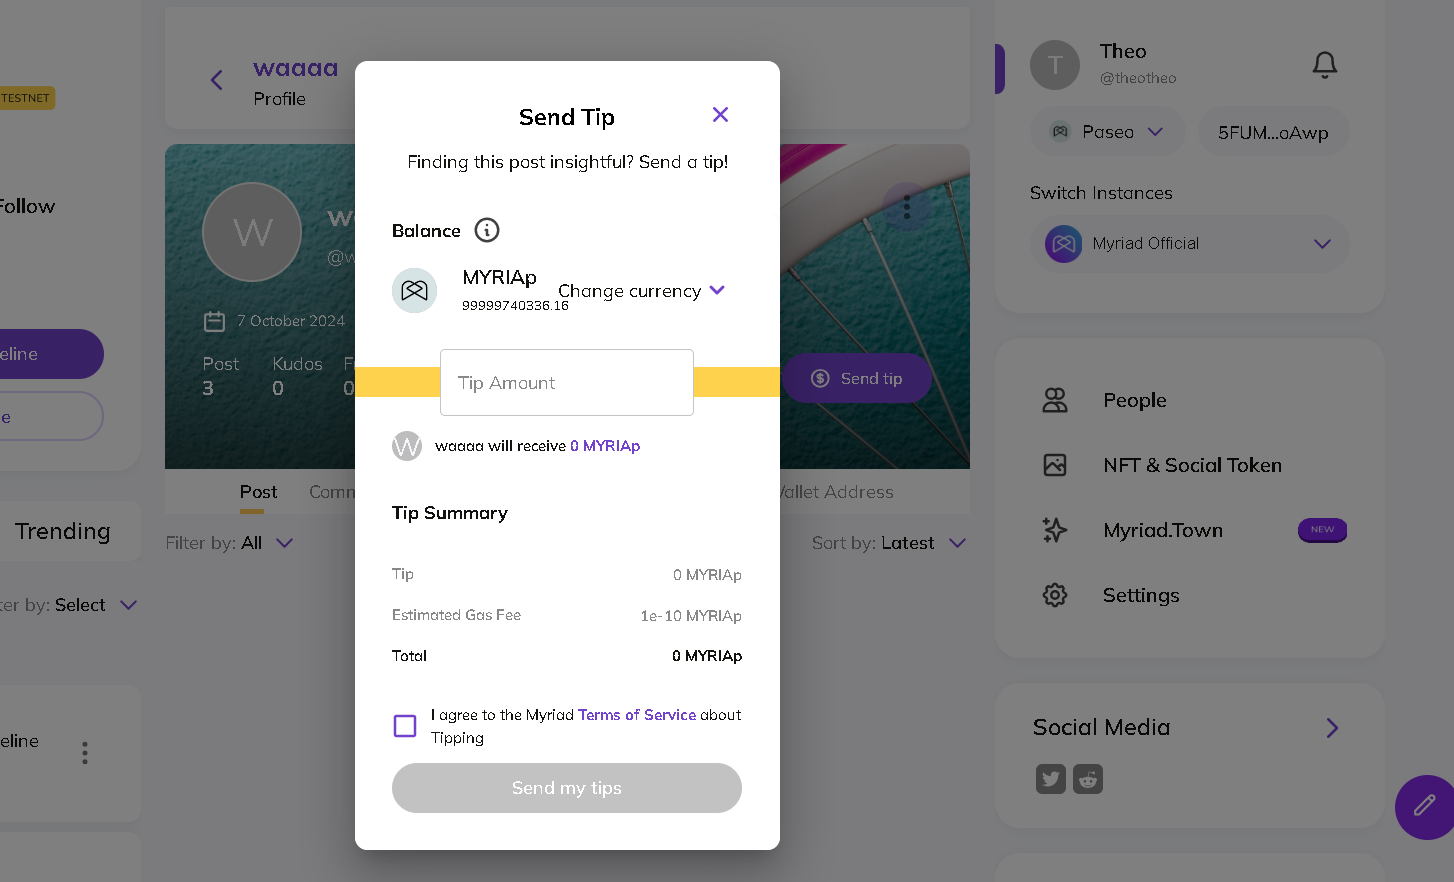 TESTNET
Follow
eline
e
Trending
er by: Select
eline
waaaa
Profile
W
@w
7 October 2024
Post Kudos F
3 0 0
Send tip
Post
Comm
Wallet Address
Filter by: All
Sort by: Latest
Send Tip
Finding this post insightful? Send a tip!
Balance
MYRIAp
99999740336.16
Change currency
Tip Amount
W
waaaa will receive 0 MYRIAp
Tip Summary
Tip 0 MYRIAp
Estimated Gas Fee 1e-10 MYRIAp
Total 0 MYRIAp
I agree to the Myriad Terms of Service about
Tipping
Send my tips
T
Theo
@theotheo
Paseo
5FUM...oAwp
Switch Instances
Myriad Official
People
NFT & Social Token
Myriad.Town NEW
Settings
Social Media